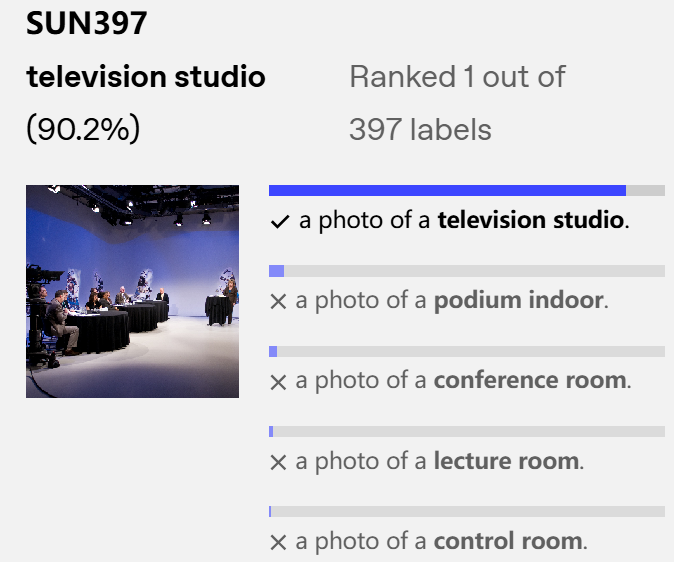 SUN397
television studio
(90.2%)
Ranked 1 out of
397 labels
✓ a photo of a television studio.
× a photo of a podium indoor.
× a photo of a conference room.
× a photo of a lecture room.
× a photo of a control room.